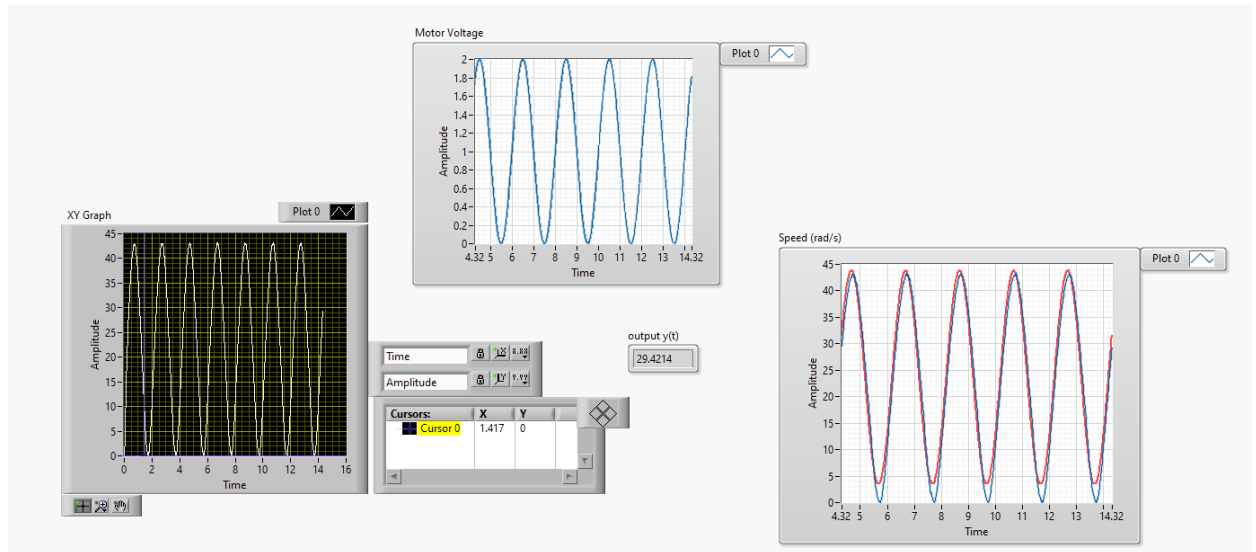 Motor Voltage
Plot 0
Amplitude
2
1.8
1.6
1.4
1.2
1
0.8
0.6
0.4
0.2
0
4.32 5 6 7 8 9 10 11 12 13 14.32
Time
XY Graph
Plot 0
Amplitude
45
40
35
30
25
20
15
10
5
0
0 2 4 6 8 10 12 14 16
Time
Time
Amplitude
Cursors: X Y
Cursor 0 1.417 0
output y(t)
29.4214
Speed (rad/s)
Plot 0
Amplitude
45
40
35
30
25
20
15
10
5
0
4.32 5 6 7 8 9 10 11 12 13 14.32
Time